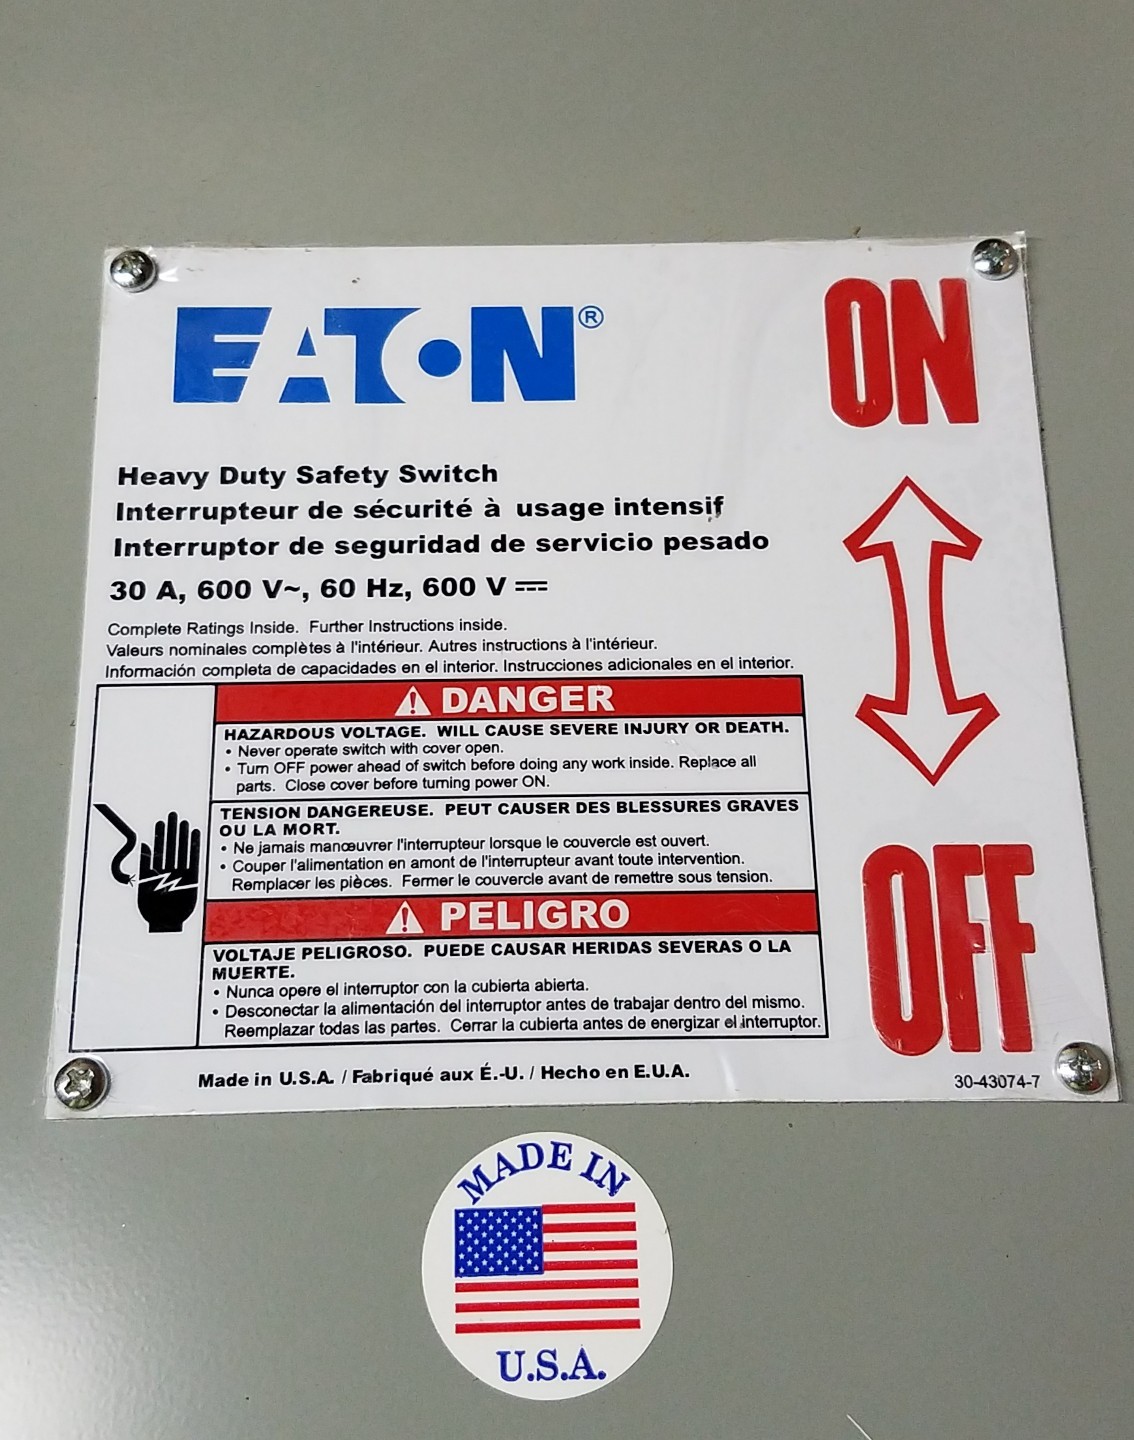 EATON®
ON
Heavy Duty Safety Switch
Interrupteur de sécurité à usage intensif
Interruptor de seguridad de servicio pesado
30 A, 600 V~, 60 Hz, 600 V ⎓
Complete Ratings Inside. Further Instructions inside.
Valeurs nominales complètes à l'intérieur. Autres instructions à l'intérieur.
Información completa de capacidades en el interior. Instrucciones adicionales en el interior.
⚠ DANGER
HAZARDOUS VOLTAGE. WILL CAUSE SEVERE INJURY OR DEATH.
• Never operate switch with cover open.
• Turn OFF power ahead of switch before doing any work inside. Replace all
parts. Close cover before turning power ON.
TENSION DANGEREUSE. PEUT CAUSER DES BLESSURES GRAVES
OU LA MORT.
• Ne jamais manœuvrer l'interrupteur lorsque le couvercle est ouvert.
• Couper l'alimentation en amont de l'interrupteur avant toute intervention.
Remplacer les pièces. Fermer le couvercle avant de remettre sous tension.
⚠ PELIGRO
VOLTAJE PELIGROSO. PUEDE CAUSAR HERIDAS SEVERAS O LA
MUERTE.
• Nunca opere el interruptor con la cubierta abierta.
• Desconectar la alimentación del interruptor antes de trabajar dentro del mismo.
Reemplazar todas las partes. Cerrar la cubierta antes de energizar el interruptor.
OFF
Made in U.S.A. / Fabriqué aux É.-U. / Hecho en E.U.A.
30-43074-7
MADE IN
U.S.A.